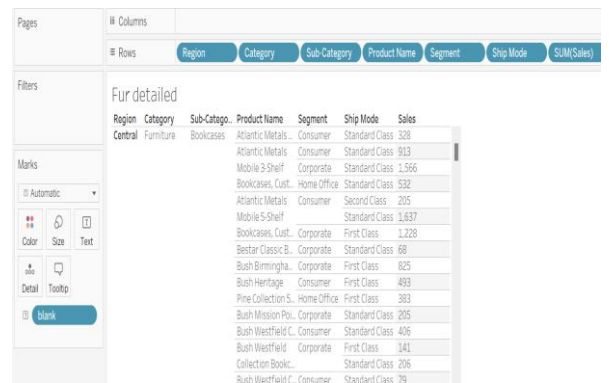 Pages
Columns
Rows
Region Category Sub-Category Product Name Segment Ship Mode SUM(Sales)
Filters
Fur detailed
Region Category Sub-Catego.. Product Name Segment Ship Mode Sales
Central Furniture Bookcases Atlantic Metals .. Consumer Standard Class 328
Atlantic Metals Consumer Standard Class 913
Marks
Mobile 3-Shelf Corporate Standard Class 1,566
Bookcases, Cust.. Home Office Standard Class 532
Automatic
Atlantic Metals Consumer Second Class 205
Mobile 5-Shelf Standard Class 1,637
Bookcases, Cust.. Corporate First Class 1,228
Color Size Text
Bestar Classic B.. Corporate Standard Class 68
Bush Birmingha.. Corporate First Class 825
Bush Heritage Consumer First Class 493
Detail Tooltip
Pine Collection 5.. Home Office First Class 383
blank
Bush Mission Poi.. Corporate Standard Class 205
Bush Westfield C.. Consumer Standard Class 406
Bush Westfield Corporate First Class 141
Collection Bookc.. Standard Class 206
Bush Westfield C.. Consumer Standard Class 79